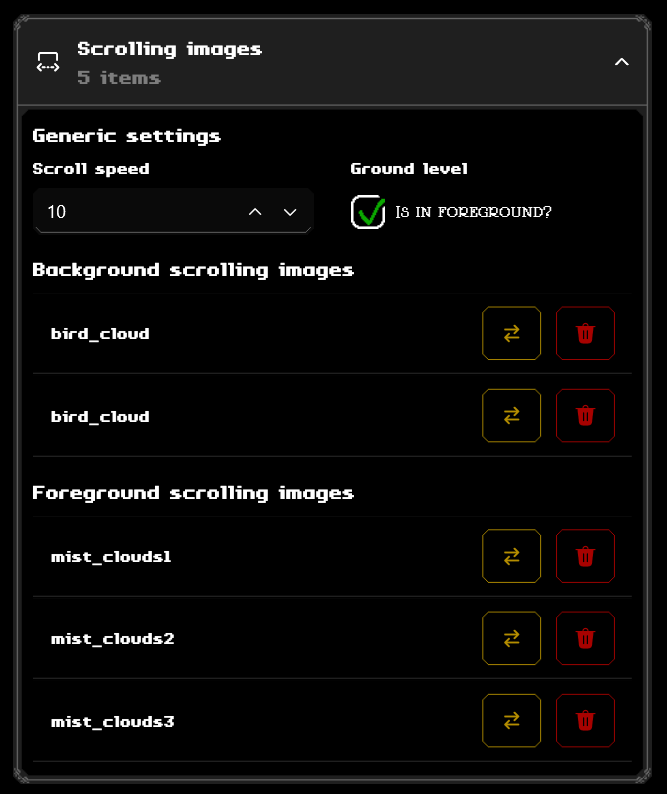 Scrolling images
5 items
Generic settings
Scroll speed
Ground level
10
Is in foreground?
Background scrolling images
bird_cloud
bird_cloud
Foreground scrolling images
mist_clouds1
mist_clouds2
mist_clouds3